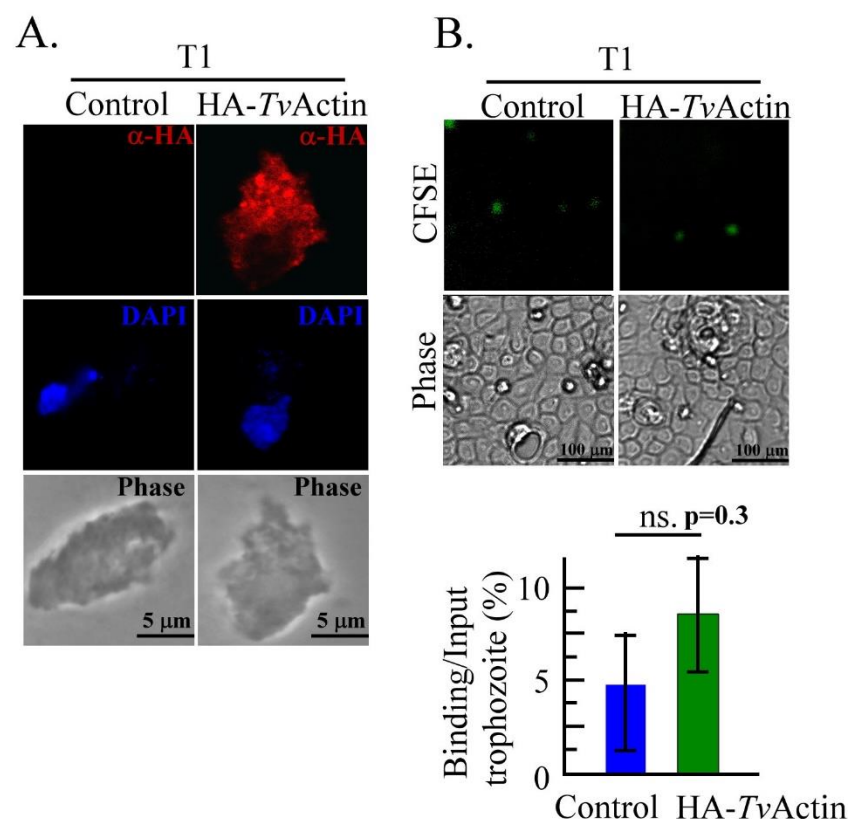 A.
T1
Control HA-TvActin
α-HA α-HA
DAPI DAPI
Phase Phase
5 μm 5 μm
B.
T1
Control HA-TvActin
CFSE
Phase
100 μm 100 μm
ns. p=0.3
Binding/Input
trophozoite (%)
10
5
0
Control HA-TvActin